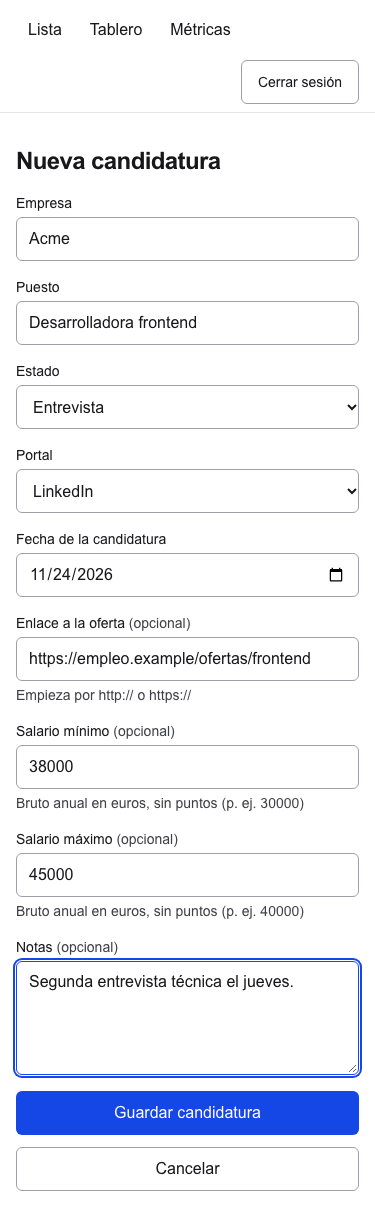 Lista Tablero Métricas
Cerrar sesión
Nueva candidatura
Empresa
Acme
Puesto
Desarrolladora frontend
Estado
Entrevista
Portal
LinkedIn
Fecha de la candidatura
11/24/2026
Enlace a la oferta (opcional)
https://empleo.example/ofertas/frontend
Empieza por http:// o https://
Salario mínimo (opcional)
38000
Bruto anual en euros, sin puntos (p. ej. 30000)
Salario máximo (opcional)
45000
Bruto anual en euros, sin puntos (p. ej. 40000)
Notas (opcional)
Segunda entrevista técnica el jueves.
Guardar candidatura
Cancelar